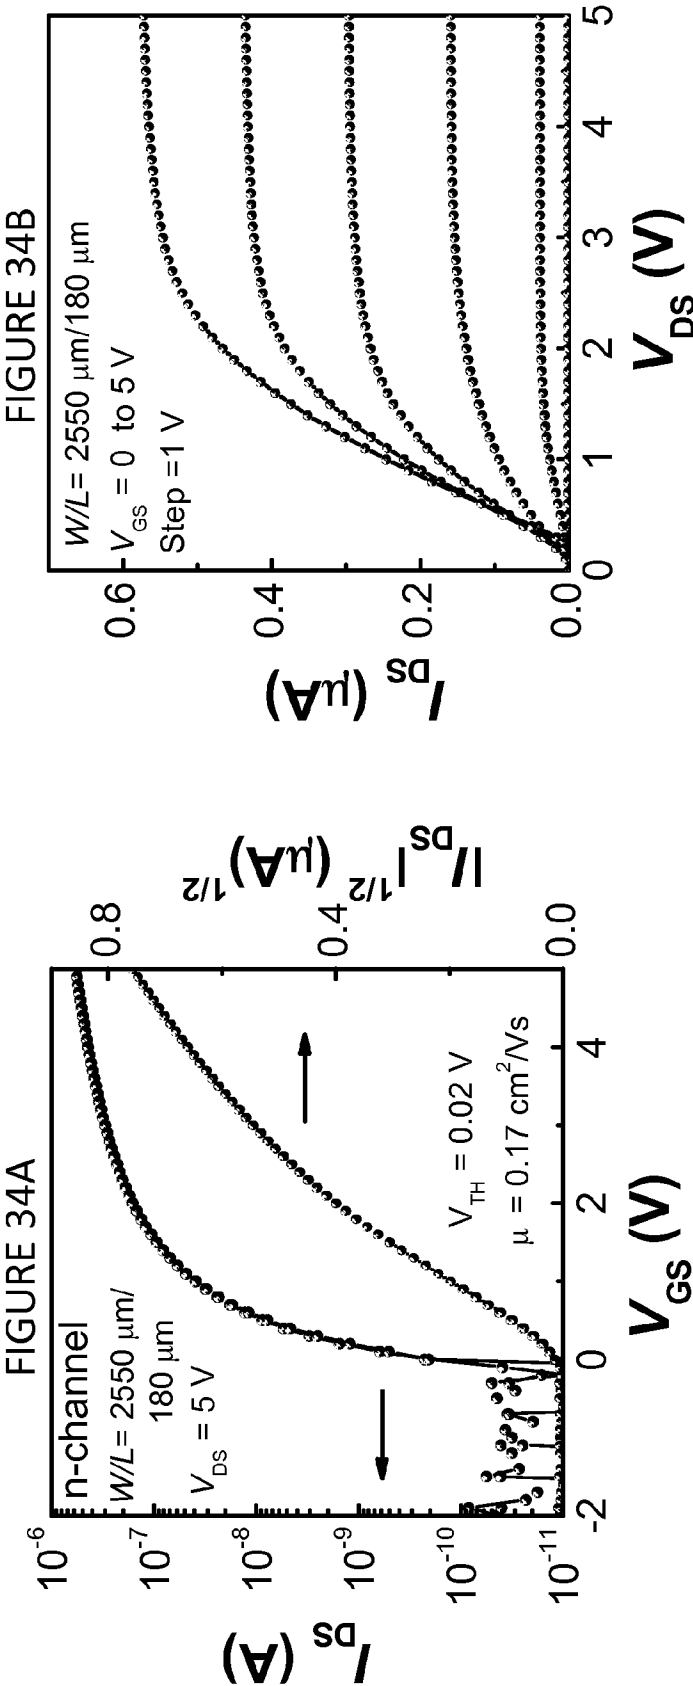 FIGURE 34A
n-channel
W/L= 2550 μm/
180 μm
V_DS = 5 V
V_TH = 0.02 V
μ = 0.17 cm²/Vs
10⁻⁶
10⁻⁷
10⁻⁸
10⁻⁹
10⁻¹⁰
10⁻¹¹
I_DS (A)
0.8
0.4
0.0
|I_DS|^1/2 (μA)^1/2
-2
0
2
4
V_GS (V)
FIGURE 34B
W/L= 2550 μm/180 μm
V_GS = 0 to 5 V
Step =1 V
0.6
0.4
0.2
0.0
I_DS (μA)
0
1
2
3
4
5
V_DS (V)